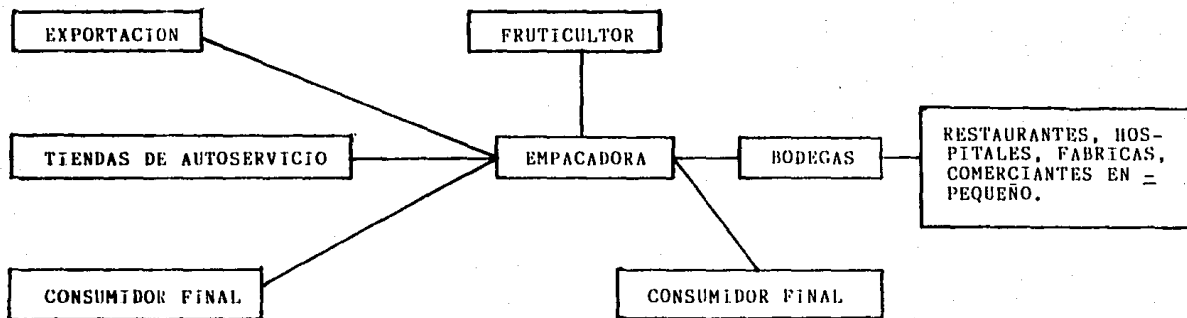 EXPORTACION
FRUTICULTOR
TIENDAS DE AUTOSERVICIO
EMPACADORA
BODEGAS
RESTAURANTES, HOS-
PITALES, FABRICAS,
COMERCIANTES EN -
PEQUEÑO.
CONSUMIDOR FINAL
CONSUMIDOR FINAL